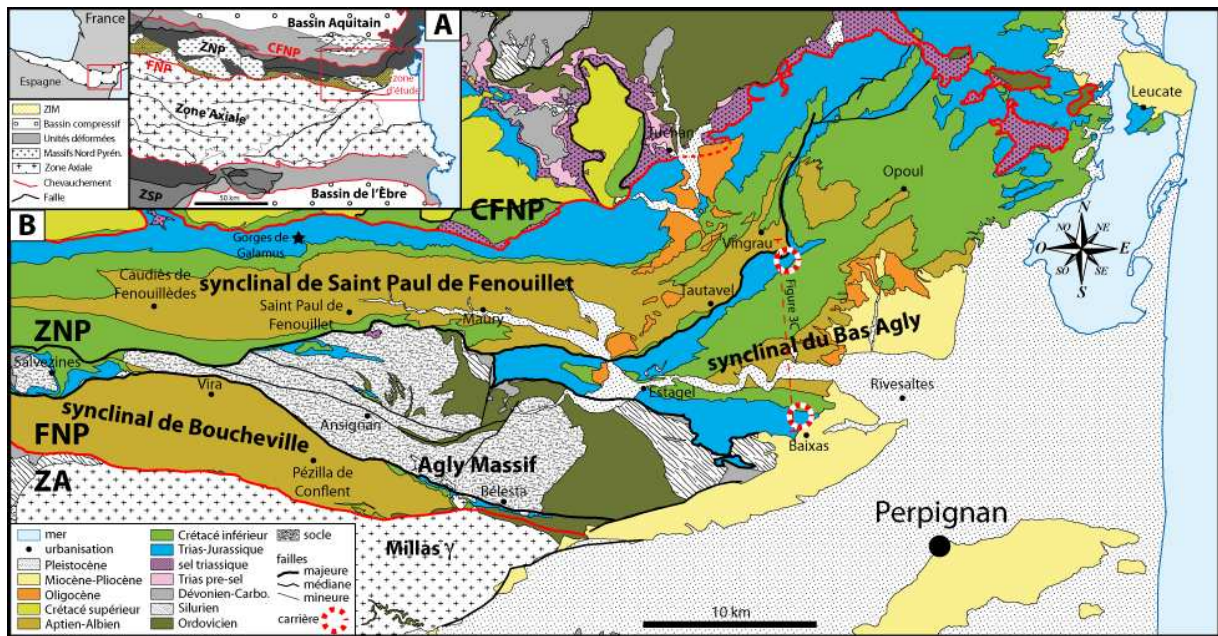 France
Espagne
ZIM
Bassin compressif
Unités déformées
Massifs Nord Pyrén.
Zone Axiale
Chevauchement
Faille
A
Bassin Aquitain
ZNP
CFNP
FNP
zone
d'étude
Zone Axiale
ZSP
50 km
Bassin de l'Èbre
B
CFNP
Tuchan
Leucate
Opoul
Gorges de
Galamus
Vingrau
N
NO
NE
O
E
SO
SE
S
Caudiès de
Fenouillèdes
synclinal de Saint Paul de Fenouillet
Saint Paul de
Fenouillet
Maury
Tautavel
Figure 3C
ZNP
synclinal du Bas Agly
Salvezines
Vira
Estagel
Rivesaltes
synclinal de Boucheville
Ansignan
Baixas
FNP
Agly Massif
Pézilla de
Conflent
Bélesta
ZA
Perpignan
Millas γ
mer
urbanisation
Pleistocène
Miocène-Pliocène
Oligocène
Crétacé supérieur
Aptien-Albien
Crétacé inférieur
Trias-Jurassique
sel triassique
Trias pre-sel
Dévonien-Carbo.
Silurien
Ordovicien
socle
failles
majeure
médiane
mineure
carrière
10 km